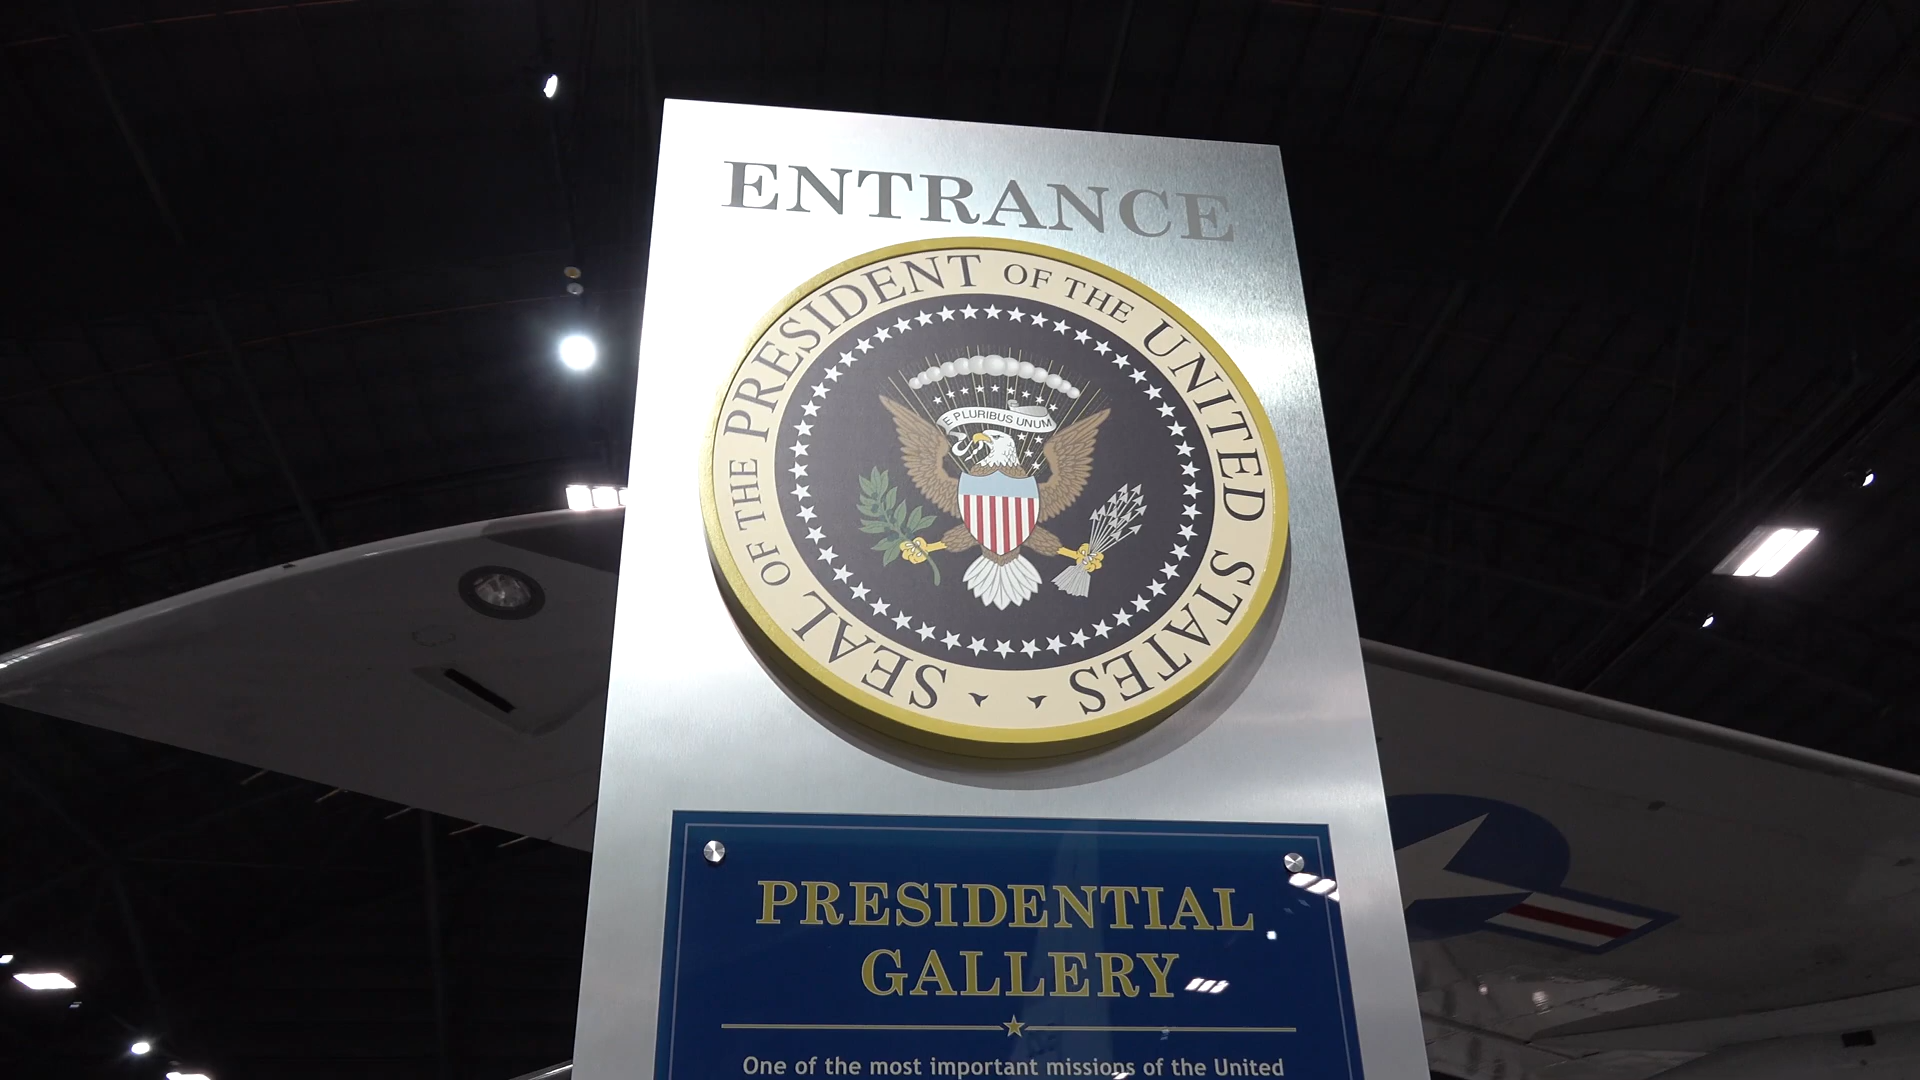 ENTRANCE
SEAL OF THE PRESIDENT OF THE UNITED STATES
E PLURIBUS UNUM
PRESIDENTIAL
GALLERY
One of the most important missions of the United